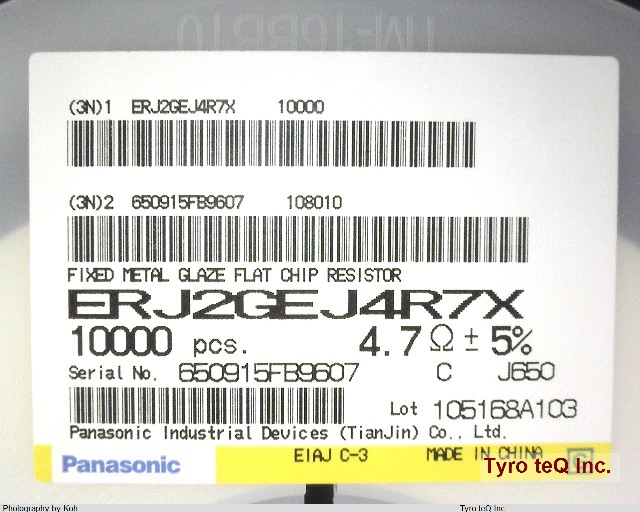 (3N)1 ERJ2GEJ4R7X 10000
(3N)2 650915FB9607 108010
FIXED METAL GLAZE FLAT CHIP RESISTOR
ERJ2GEJ4R7X
10000 pcs. 4.7 Ω ± 5%
Serial No. 650915FB9607 C J650
Lot 105168A103
Panasonic Industrial Devices (TianJin) Co., Ltd.
Panasonic EIAJ C-3 MADE IN CHINA
Tyro teQ Inc.
Photography by Koh Tyro teQ Inc